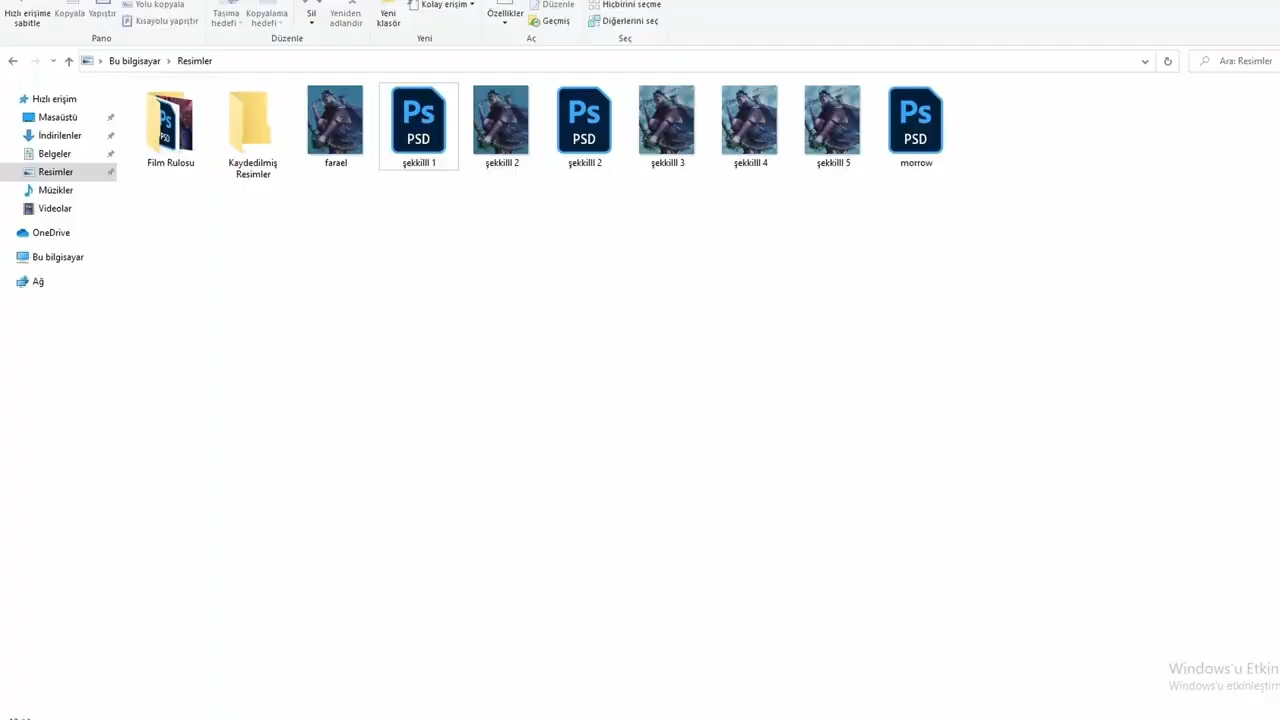 Yolu kopyala
Kolay erişim
Düzenle
Hiçbirini seçme
Hızlı erişime
sabitle
Kopyala
Yapıştır
Kısayolu yapıştır
Taşıma
hedefi
Kopyalama
hedefi
Sil
Yeniden
adlandır
Yeni
klasör
Özellikler
Geçmiş
Diğerlerini seç
Pano
Düzenle
Yeni
Aç
Seç
Bu bilgisayar › Resimler
Ara: Resimler
Hızlı erişim
Masaüstü
İndirilenler
Belgeler
Resimler
Müzikler
Videolar
OneDrive
Bu bilgisayar
Ağ
PSD
Film Rulosu
Kaydedilmiş
Resimler
farael
Ps
PSD
şekkilll 1
şekkilll 2
Ps
PSD
şekkilll 2
şekkilll 3
şekkilll 4
şekkilll 5
Ps
PSD
morrow
Windows'u Etkin
Windows'u etkinleştirm